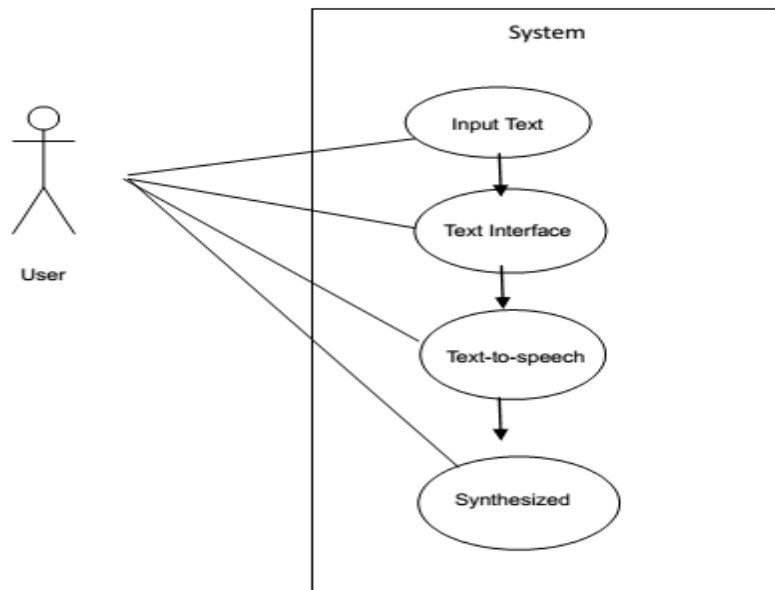 System
Input Text
Text Interface
User
Text-to-speech
Synthesized